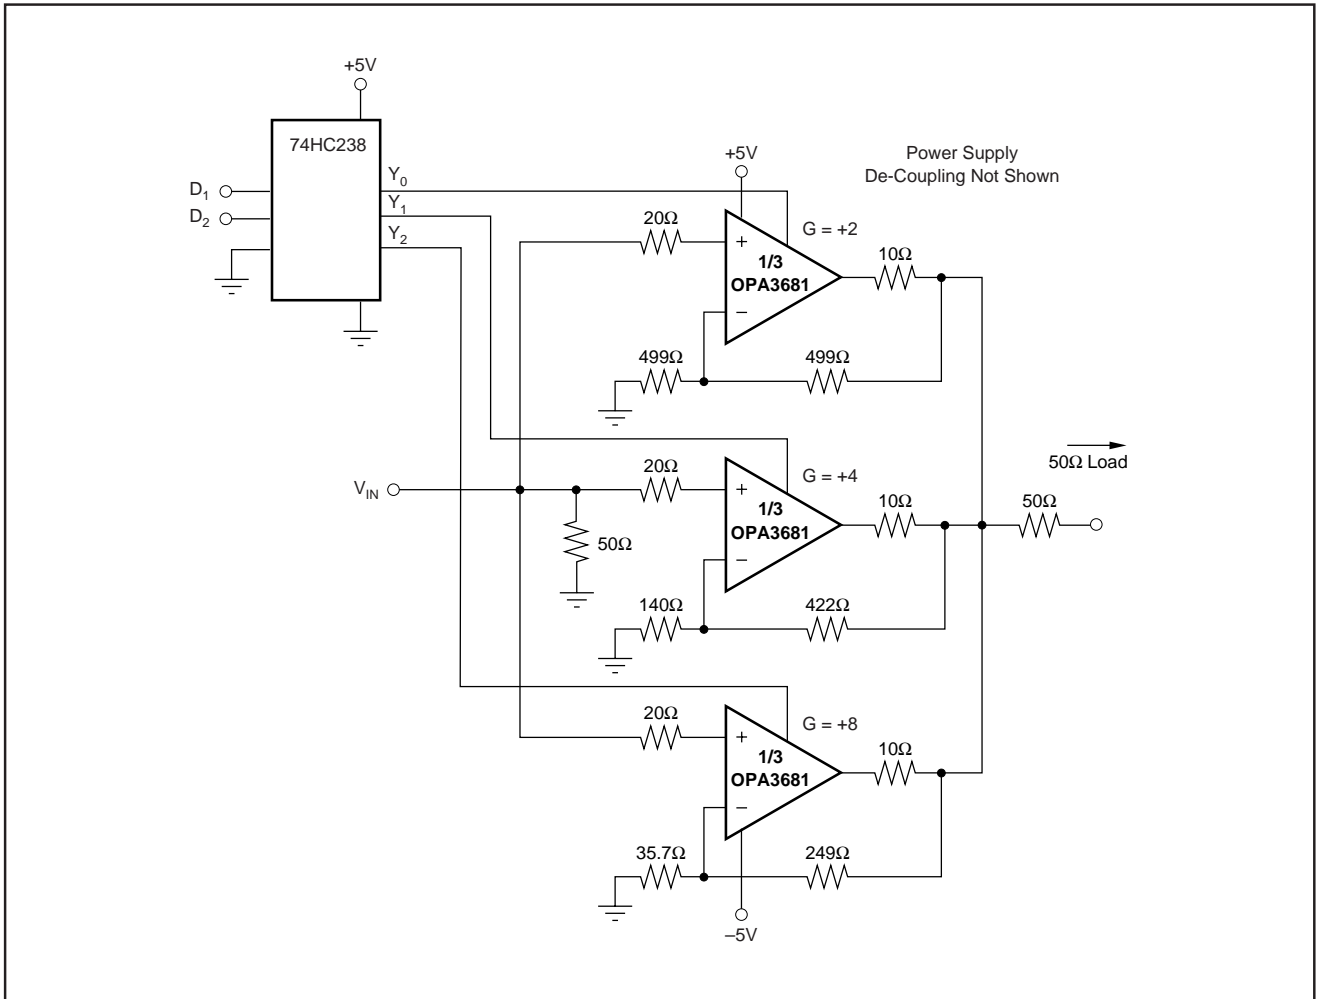 +5V
74HC238
D1
D2
Y0
Y1
Y2
+5V
Power Supply
De-Coupling Not Shown
20Ω
+
G = +2
1/3
OPA3681
–
10Ω
499Ω
499Ω
VIN
50Ω
20Ω
+
G = +4
1/3
OPA3681
–
10Ω
50Ω Load
50Ω
140Ω
422Ω
20Ω
+
G = +8
1/3
OPA3681
–
10Ω
35.7Ω
249Ω
–5V